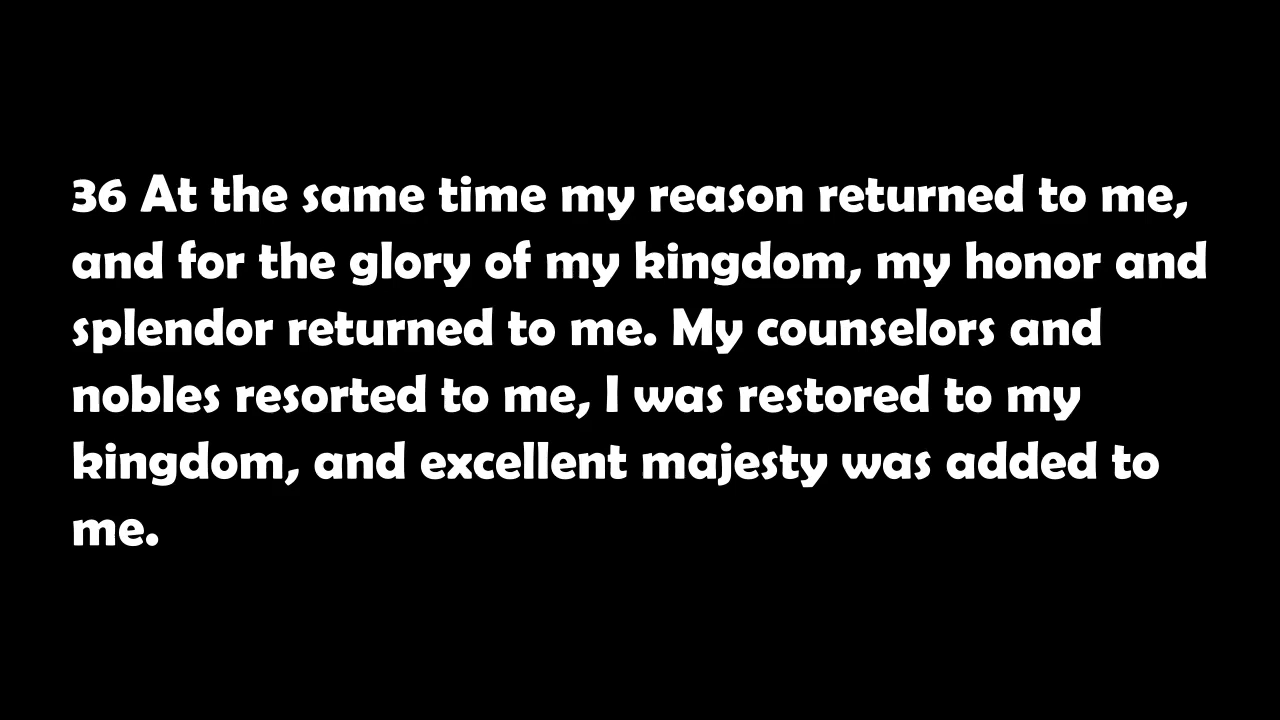 36 At the same time my reason returned to me,
and for the glory of my kingdom, my honor and
splendor returned to me. My counselors and
nobles resorted to me, I was restored to my
kingdom, and excellent majesty was added to
me.